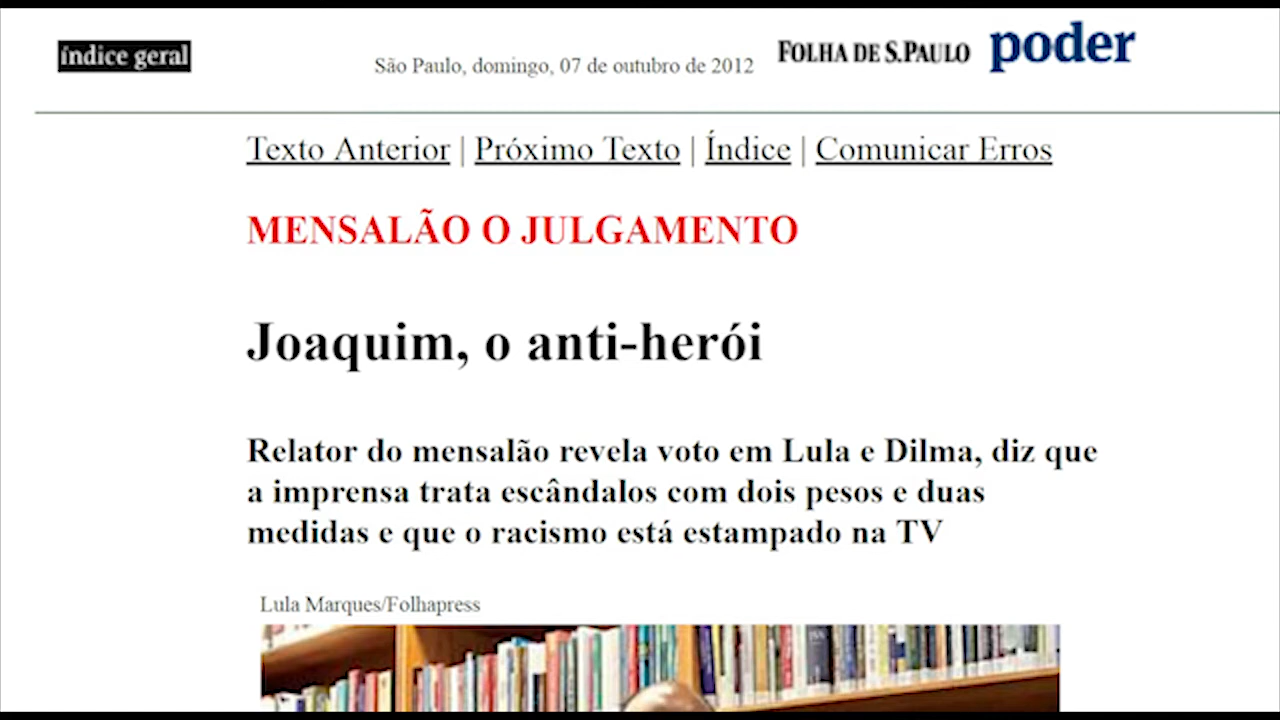 índice geral
São Paulo, domingo, 07 de outubro de 2012
FOLHA DE S.PAULO
poder
Texto Anterior | Próximo Texto | Índice | Comunicar Erros
MENSALÃO O JULGAMENTO
Joaquim, o anti-herói
Relator do mensalão revela voto em Lula e Dilma, diz que
a imprensa trata escândalos com dois pesos e duas
medidas e que o racismo está estampado na TV
Lula Marques/Folhapress